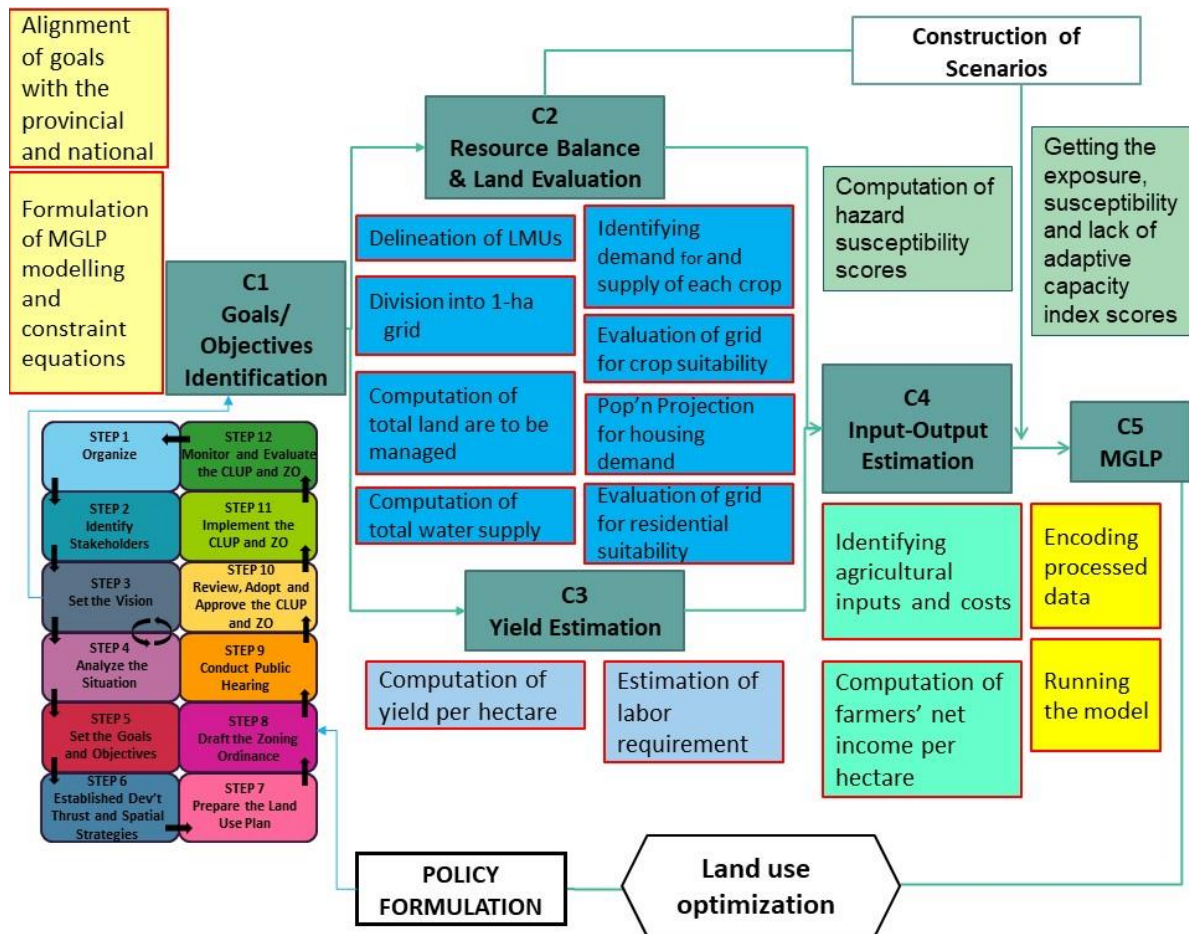 Alignment
of goals
with the
provincial
and national
Formulation
of MGLP
modelling
and
constraint
equations
C1
Goals/
Objectives
Identification
C2
Resource Balance
& Land Evaluation
Construction of
Scenarios
Delineation of LMUs
Division into 1-ha
grid
Computation of
total land are to be
managed
Computation of
total water supply
Identifying
demand for and
supply of each crop
Evaluation of grid
for crop suitability
Pop’n Projection
for housing
demand
Evaluation of grid
for residential
suitability
Computation of
hazard
susceptibility
scores
Getting the
exposure,
susceptibility
and lack of
adaptive
capacity
index scores
C4
Input-Output
Estimation
C5
MGLP
C3
Yield Estimation
Computation of
yield per hectare
Estimation of
labor
requirement
Identifying
agricultural
inputs and costs
Computation of
farmers’ net
income per
hectare
Encoding
processed
data
Running
the model
STEP 1
Organize
STEP 2
Identify
Stakeholders
STEP 3
Set the Vision
STEP 4
Analyze the
Situation
STEP 5
Set the Goals
and Objectives
STEP 6
Established Dev’t
Thrust and Spatial
Strategies
STEP 7
Prepare the Land
Use Plan
STEP 8
Draft the Zoning
Ordinance
STEP 9
Conduct Public
Hearing
STEP 10
Review, Adopt and
Approve the CLUP
and ZO
STEP 11
Implement the
CLUP and ZO
STEP 12
Monitor and Evaluate
the CLUP and ZO
POLICY
FORMULATION
Land use
optimization